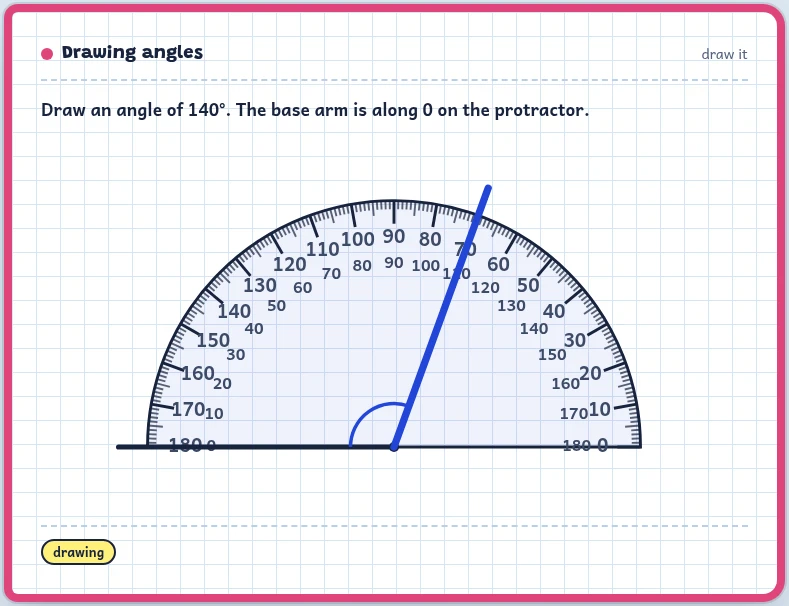 Drawing angles
draw it
Draw an angle of 140°. The base arm is along 0 on the protractor.
100 90 80 70
110 60
120 50
130 40
140 30
150 20
160 10
170 0
180
80 90 100 110
70 120
60 130
50 140
40 150
30 160
20 170
10 180
0
drawing